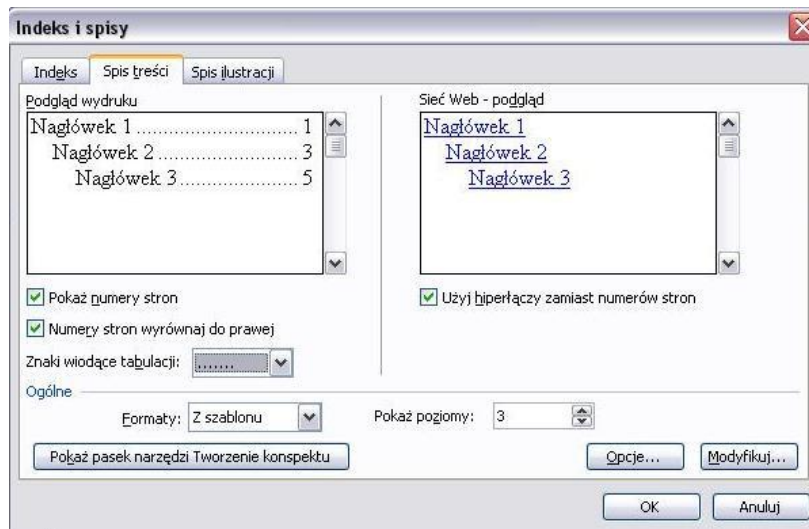 Indeks i spisy
Indeks Spis treści Spis ilustracji
Podgląd wydruku
Nagłówek 1 ........................ 1
Nagłówek 2 ..................... 3
Nagłówek 3 .................. 5
Sieć Web - podgląd
Nagłówek 1
Nagłówek 2
Nagłówek 3
Pokaż numery stron
Użyj hiperłączy zamiast numerów stron
Numery stron wyrównaj do prawej
Znaki wiodące tabulacji: .......
Ogólne
Formaty: Z szablonu Pokaż poziomy: 3
Pokaż pasek narzędzi Tworzenie konspektu Opcje... Modyfikuj...
OK Anuluj